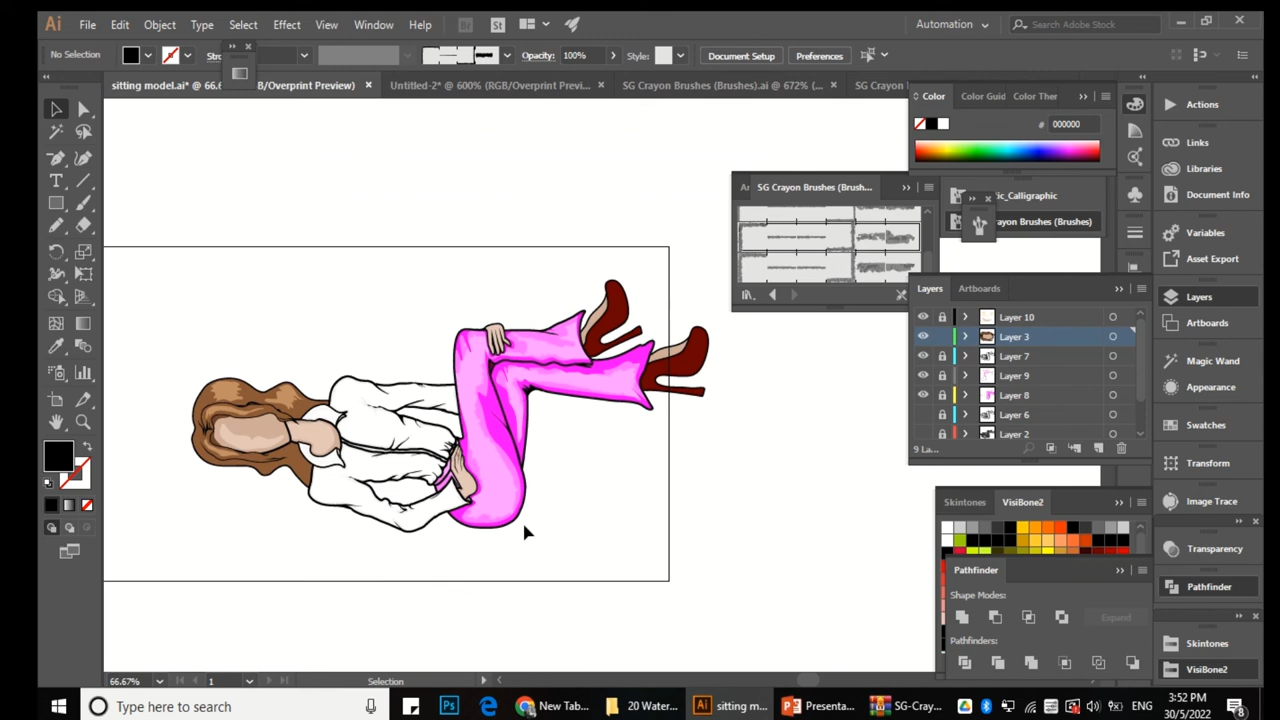 Ai File Edit Object Type Select Effect View Window Help Br St Automation Search Adobe Stock
No Selection Opacity: 100% Style: Document Setup Preferences
sitting model.ai* @ 66.6 B/Overprint Preview) × Untitled-2* @ 600% (RGB/Overprint Previ... × SG Crayon Brushes (Brushes).ai @ 672% (... × SG Crayon
Color Color Guid Color Ther
# 000000
SG Crayon Brushes (Brush...
ic_Calligraphic
ayon Brushes (Brushes)
Layers Artboards
Layer 10
Layer 3
Layer 7
Layer 9
Layer 8
Layer 6
Layer 2
9 La...
Skintones VisiBone2
Pathfinder
Shape Modes:
Expand
Pathfinders:
Actions
Links
Libraries
Document Info
Variables
Asset Export
Layers
Artboards
Magic Wand
Appearance
Swatches
Transform
Image Trace
Transparency
Pathfinder
Skintones
VisiBone2
66.67% 1 Selection
Type here to search New Tab... 20 Water... Ai sitting m... Presenta... SG-Cray... ENG 3:52 PM
30/5/2022